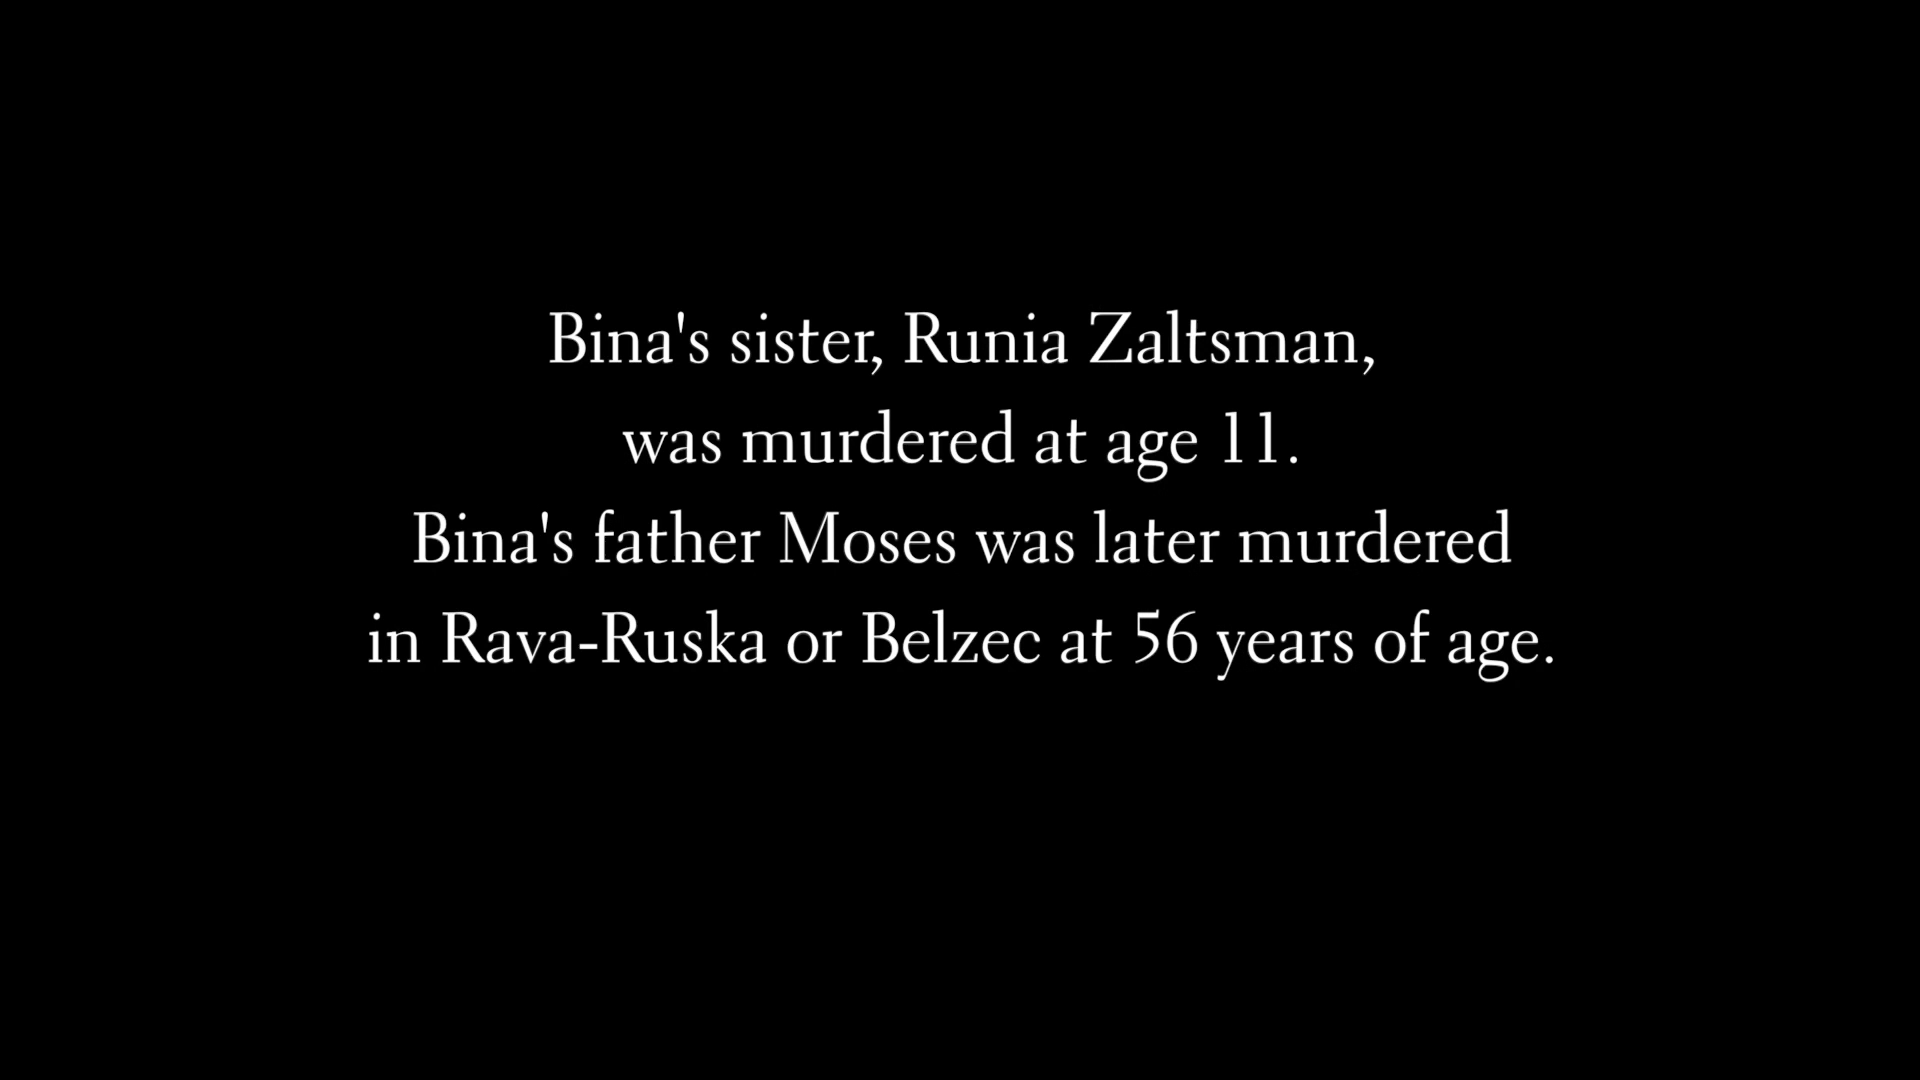 Bina's sister, Runia Zaltsman,
was murdered at age 11.
Bina's father Moses was later murdered
in Rava-Ruska or Belzec at 56 years of age.